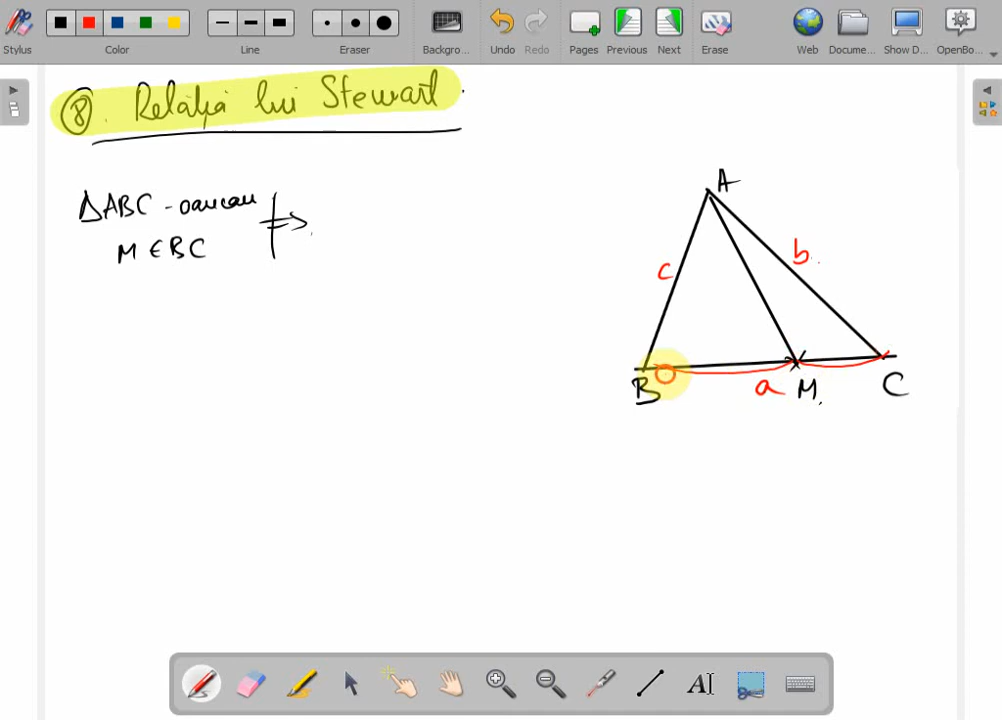 Stylus
Color
Line
Eraser
Backgro...
Undo
Redo
Pages
Previous
Next
Erase
Web
Docume...
Show D...
OpenBo...
⑧. Relația lui Stewart
ΔABC - oarecare
M ∈ BC
⇒
A
c
b
B
a
M
C
A